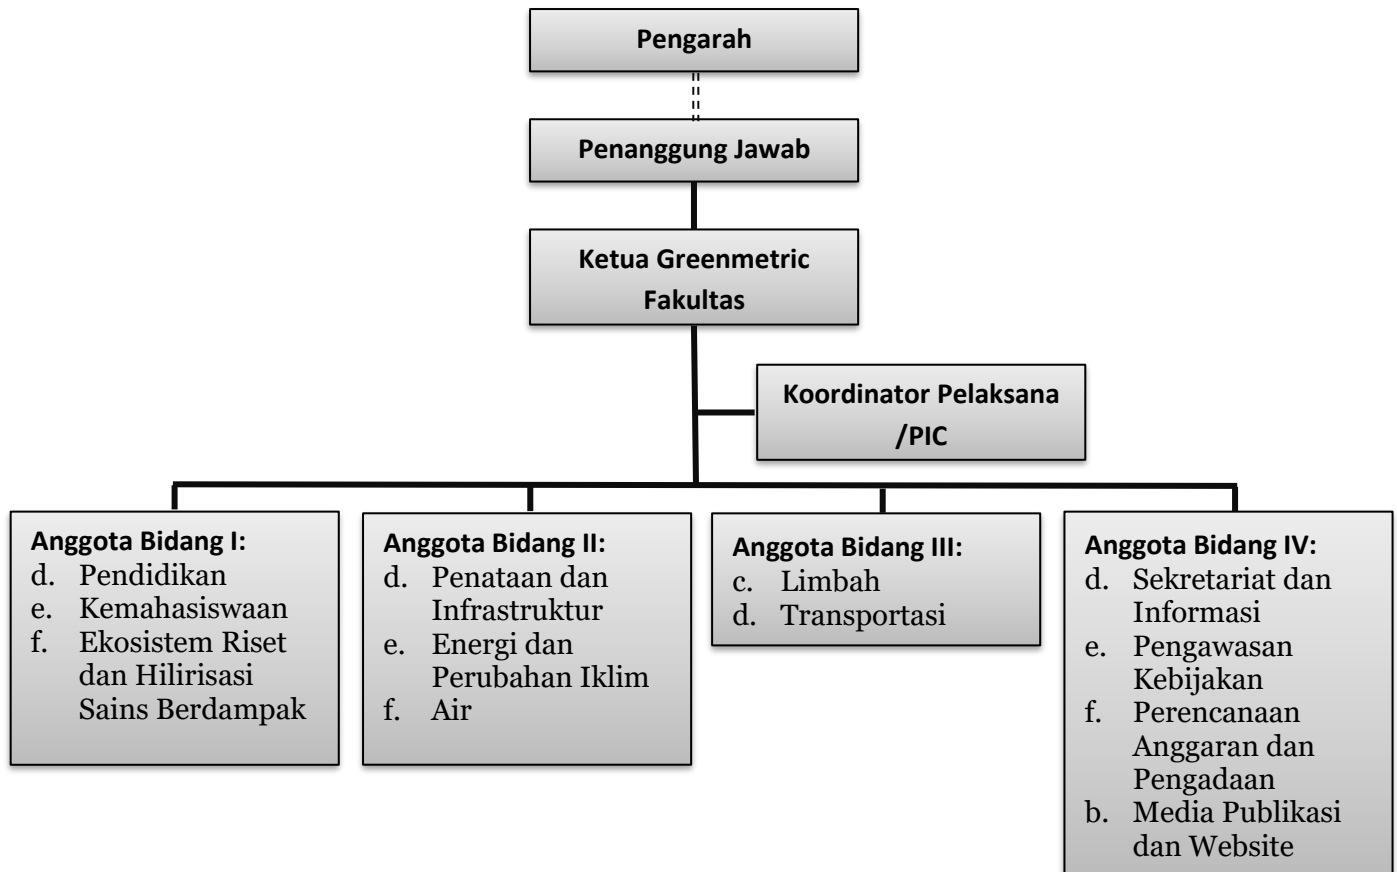 Pengarah
Penanggung Jawab
Ketua Greenmetric
Fakultas
Koordinator Pelaksana
/PIC
Anggota Bidang I:
d. Pendidikan
e. Kemahasiswaan
f. Ekosistem Riset
dan Hilirisasi
Sains Berdampak
Anggota Bidang II:
d. Penataan dan
Infrastruktur
e. Energi dan
Perubahan Iklim
f. Air
Anggota Bidang III:
c. Limbah
d. Transportasi
Anggota Bidang IV:
d. Sekretariat dan
Informasi
e. Pengawasan
Kebijakan
f. Perencanaan
Anggaran dan
Pengadaan
b. Media Publikasi
dan Website